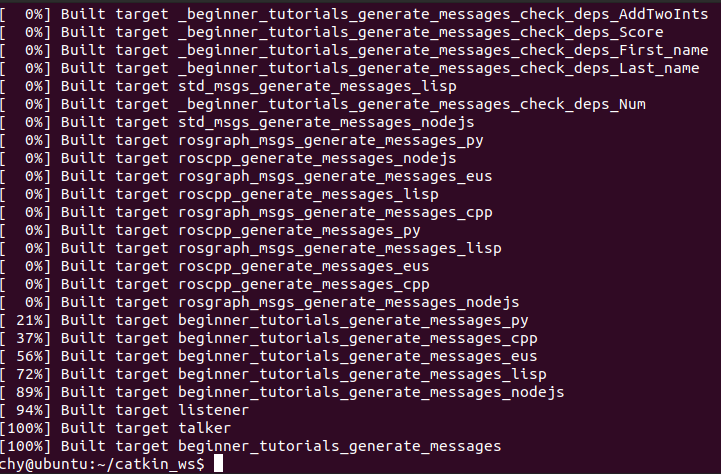 [  0%] Built target _beginner_tutorials_generate_messages_check_deps_AddTwoInts
[  0%] Built target _beginner_tutorials_generate_messages_check_deps_Score
[  0%] Built target _beginner_tutorials_generate_messages_check_deps_First_name
[  0%] Built target _beginner_tutorials_generate_messages_check_deps_Last_name
[  0%] Built target std_msgs_generate_messages_lisp
[  0%] Built target _beginner_tutorials_generate_messages_check_deps_Num
[  0%] Built target std_msgs_generate_messages_nodejs
[  0%] Built target rosgraph_msgs_generate_messages_py
[  0%] Built target roscpp_generate_messages_nodejs
[  0%] Built target rosgraph_msgs_generate_messages_eus
[  0%] Built target roscpp_generate_messages_lisp
[  0%] Built target rosgraph_msgs_generate_messages_cpp
[  0%] Built target roscpp_generate_messages_py
[  0%] Built target rosgraph_msgs_generate_messages_lisp
[  0%] Built target roscpp_generate_messages_eus
[  0%] Built target roscpp_generate_messages_cpp
[  0%] Built target rosgraph_msgs_generate_messages_nodejs
[ 21%] Built target beginner_tutorials_generate_messages_py
[ 37%] Built target beginner_tutorials_generate_messages_cpp
[ 56%] Built target beginner_tutorials_generate_messages_eus
[ 72%] Built target beginner_tutorials_generate_messages_lisp
[ 89%] Built target beginner_tutorials_generate_messages_nodejs
[ 94%] Built target listener
[100%] Built target talker
[100%] Built target beginner_tutorials_generate_messages
chy@ubuntu:~/catkin_ws$